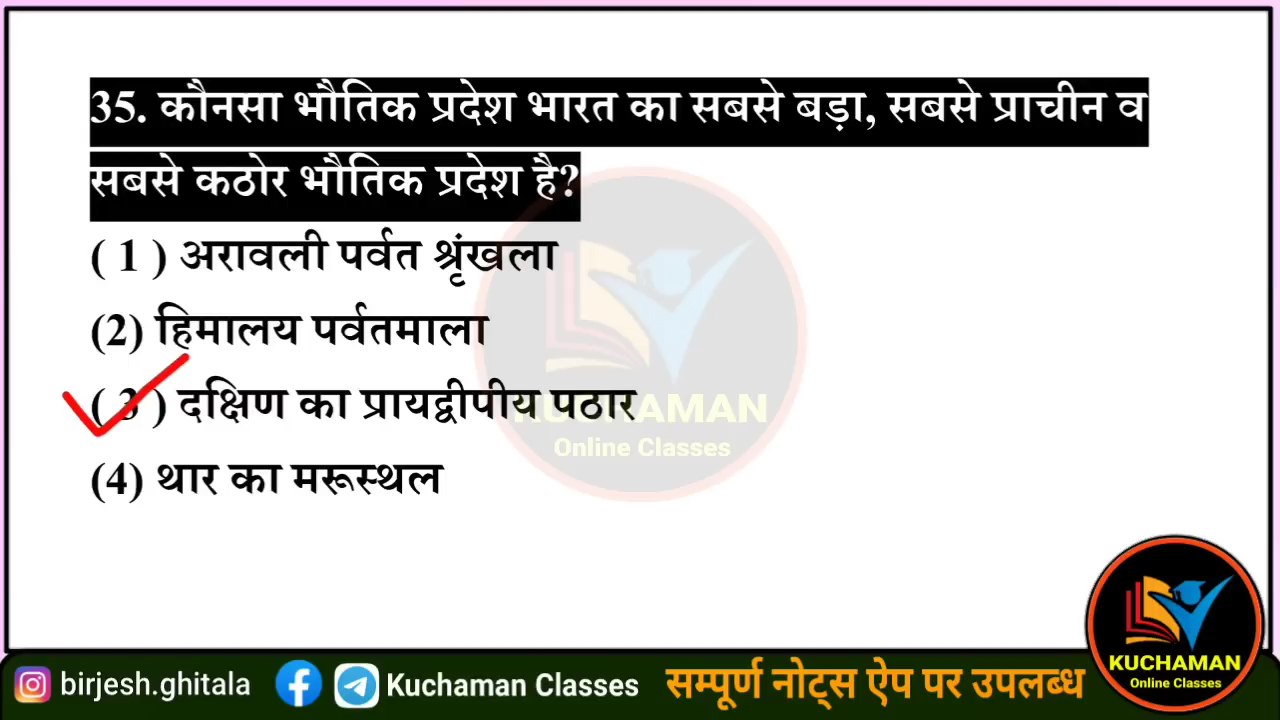 35. कौनसा भौतिक प्रदेश भारत का सबसे बड़ा, सबसे प्राचीन व
सबसे कठोर भौतिक प्रदेश है?
( 1 ) अरावली पर्वत श्रृंखला
(2) हिमालय पर्वतमाला
( 3 ) दक्षिण का प्रायद्वीपीय पठार
(4) थार का मरूस्थल
KUCHAMAN
Online Classes
KUCHAMAN
Online Classes
birjesh.ghitala Kuchaman Classes सम्पूर्ण नोट्स ऐप पर उपलब्ध